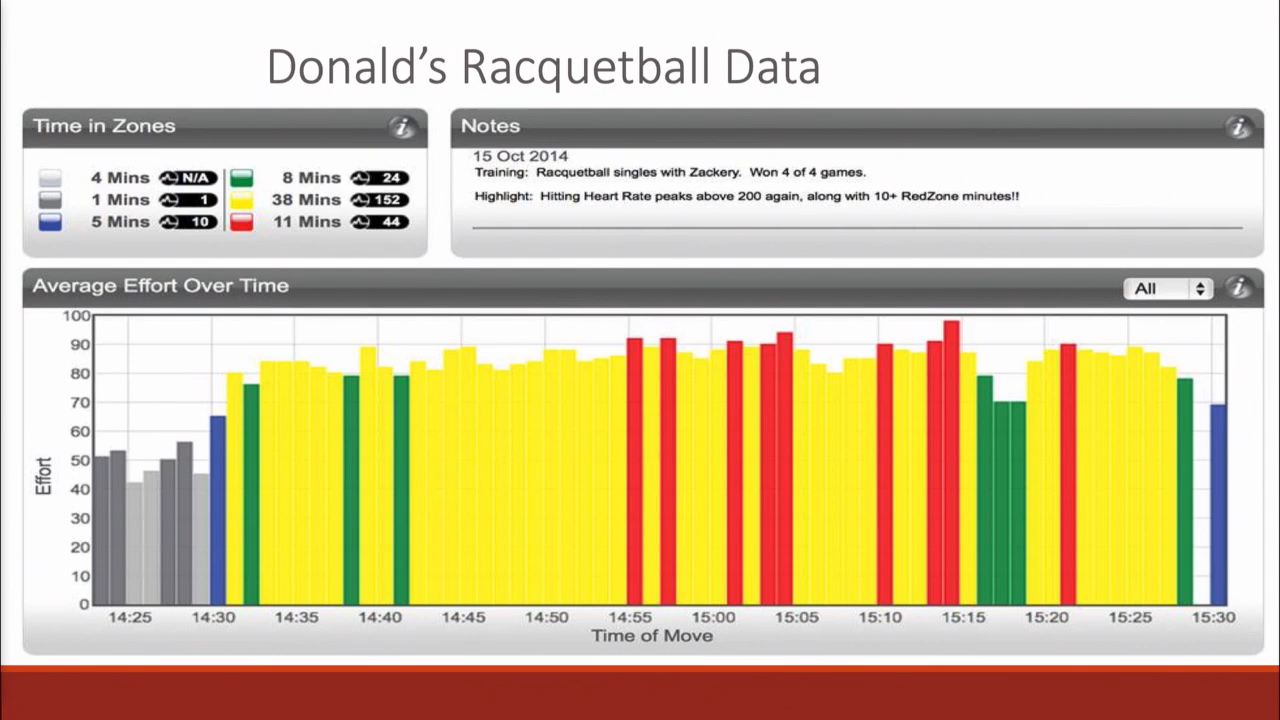 Donald's Racquetball Data
Time in Zones
4 Mins N/A 8 Mins 24
1 Mins 1 38 Mins 152
5 Mins 10 11 Mins 44
Notes
15 Oct 2014
Training: Racquetball singles with Zackery. Won 4 of 4 games.
Highlight: Hitting Heart Rate peaks above 200 again, along with 10+ RedZone minutes!!
Average Effort Over Time
All
100
90
80
70
60
50
40
30
20
10
0
Effort
14:25 14:30 14:35 14:40 14:45 14:50 14:55 15:00 15:05 15:10 15:15 15:20 15:25 15:30
Time of Move